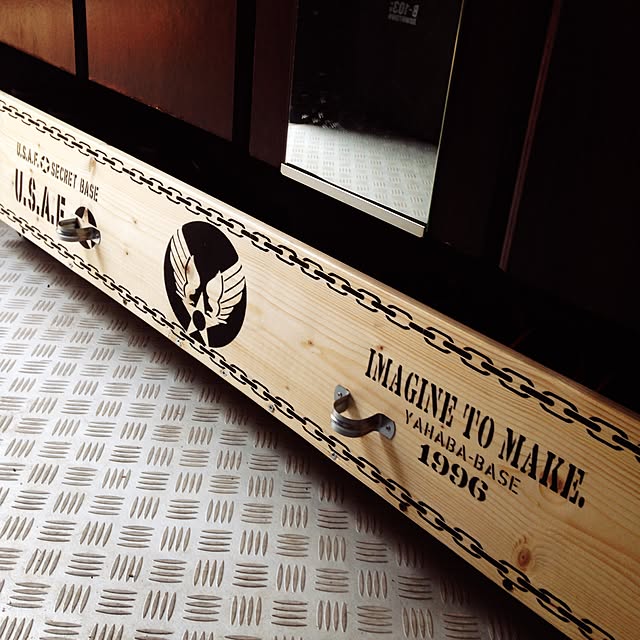 U.S.A.F. SECRET BASE
U.S.A.F
IMAGINE TO MAKE.
YAHABA-BASE
1996